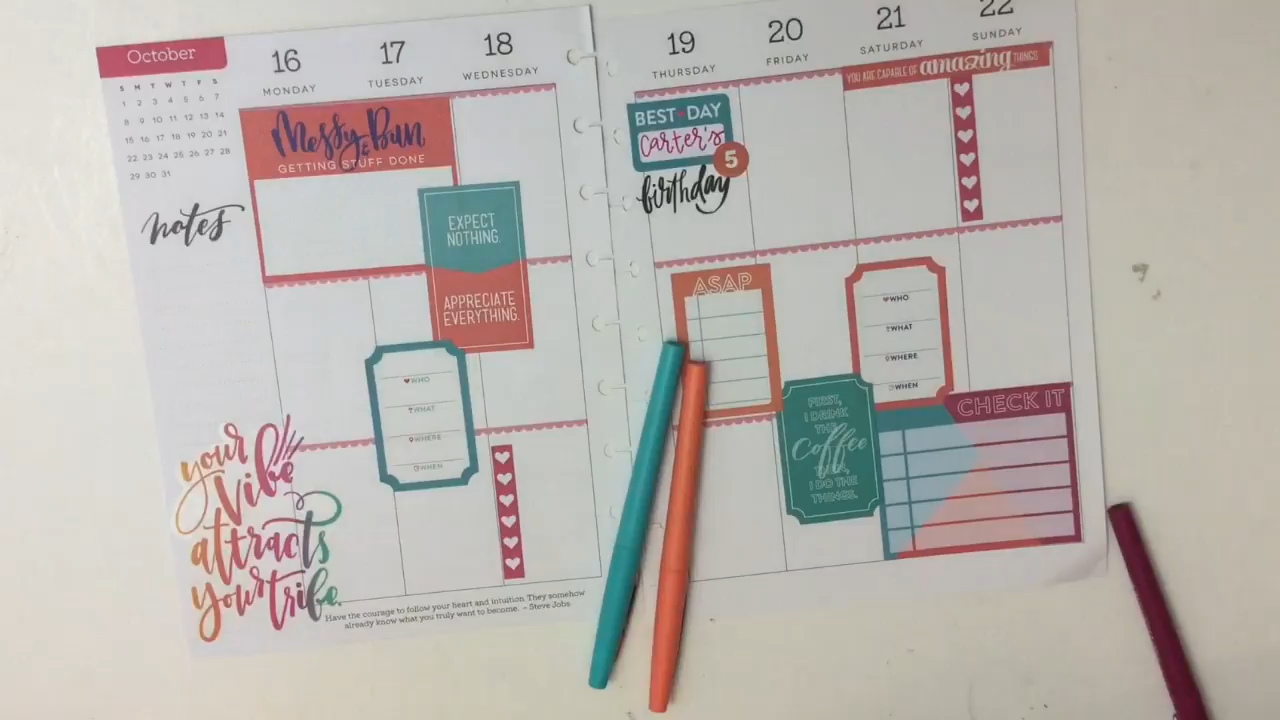 October
S M T W T F S
1 2 3 4 5 6 7
8 9 10 11 12 13 14
15 16 17 18 19 20 21
22 23 24 25 26 27 28
29 30 31
notes
your
vibe
attracts
your tribe.
16
MONDAY
17
TUESDAY
18
WEDNESDAY
Messy Bun
&
GETTING STUFF DONE
EXPECT
NOTHING.
APPRECIATE
EVERYTHING.
WHO
WHAT
WHERE
WHEN
Have the courage to follow your heart and intuition. They somehow
already know what you truly want to become. - Steve Jobs
19
THURSDAY
20
FRIDAY
21
SATURDAY
22
SUNDAY
YOU ARE CAPABLE OF amazing THINGS
BEST DAY
Carter's
5
birthday
ASAP
WHO
WHAT
WHERE
WHEN
FIRST,
I DRINK
THE
Coffee
I DO THE
THINGS.
CHECK IT